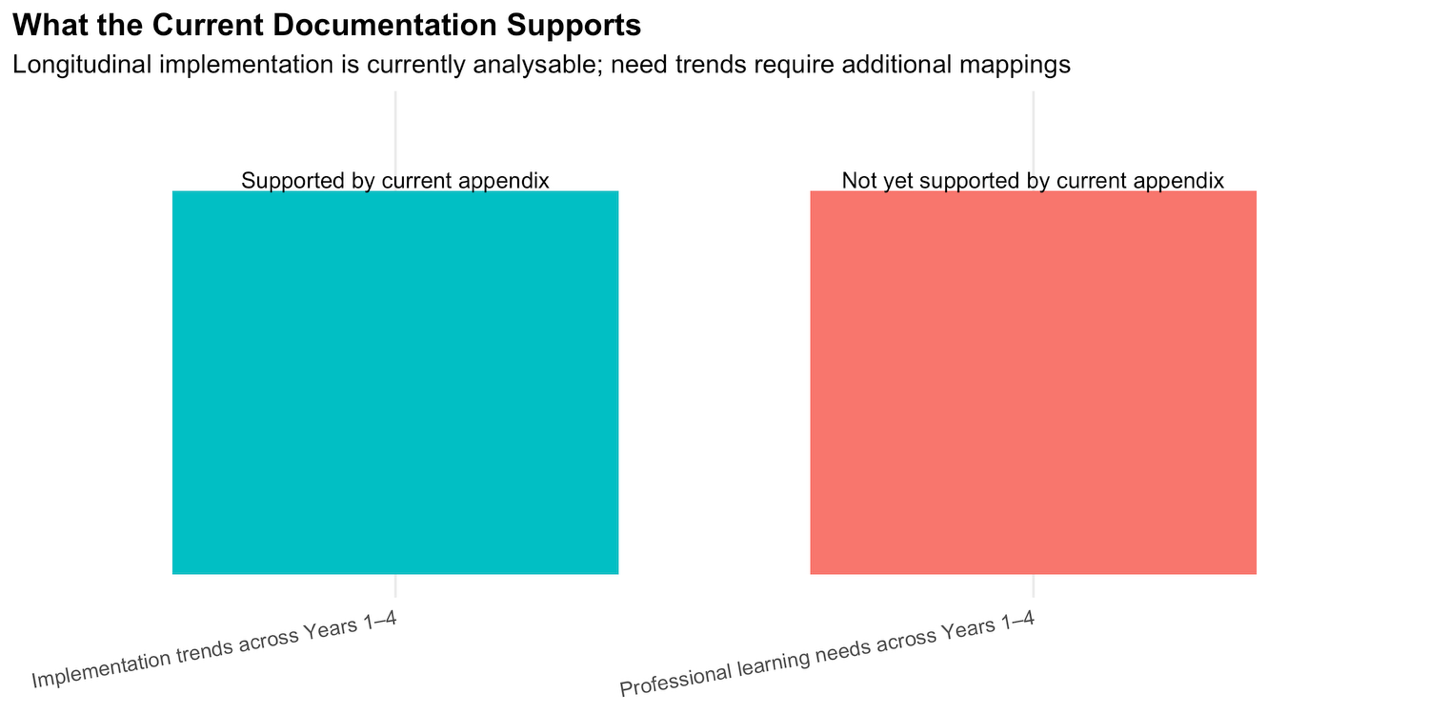 What the Current Documentation Supports
Longitudinal implementation is currently analysable; need trends require additional mappings
Supported by current appendix
Not yet supported by current appendix
Implementation trends across Years 1–4
Professional learning needs across Years 1–4